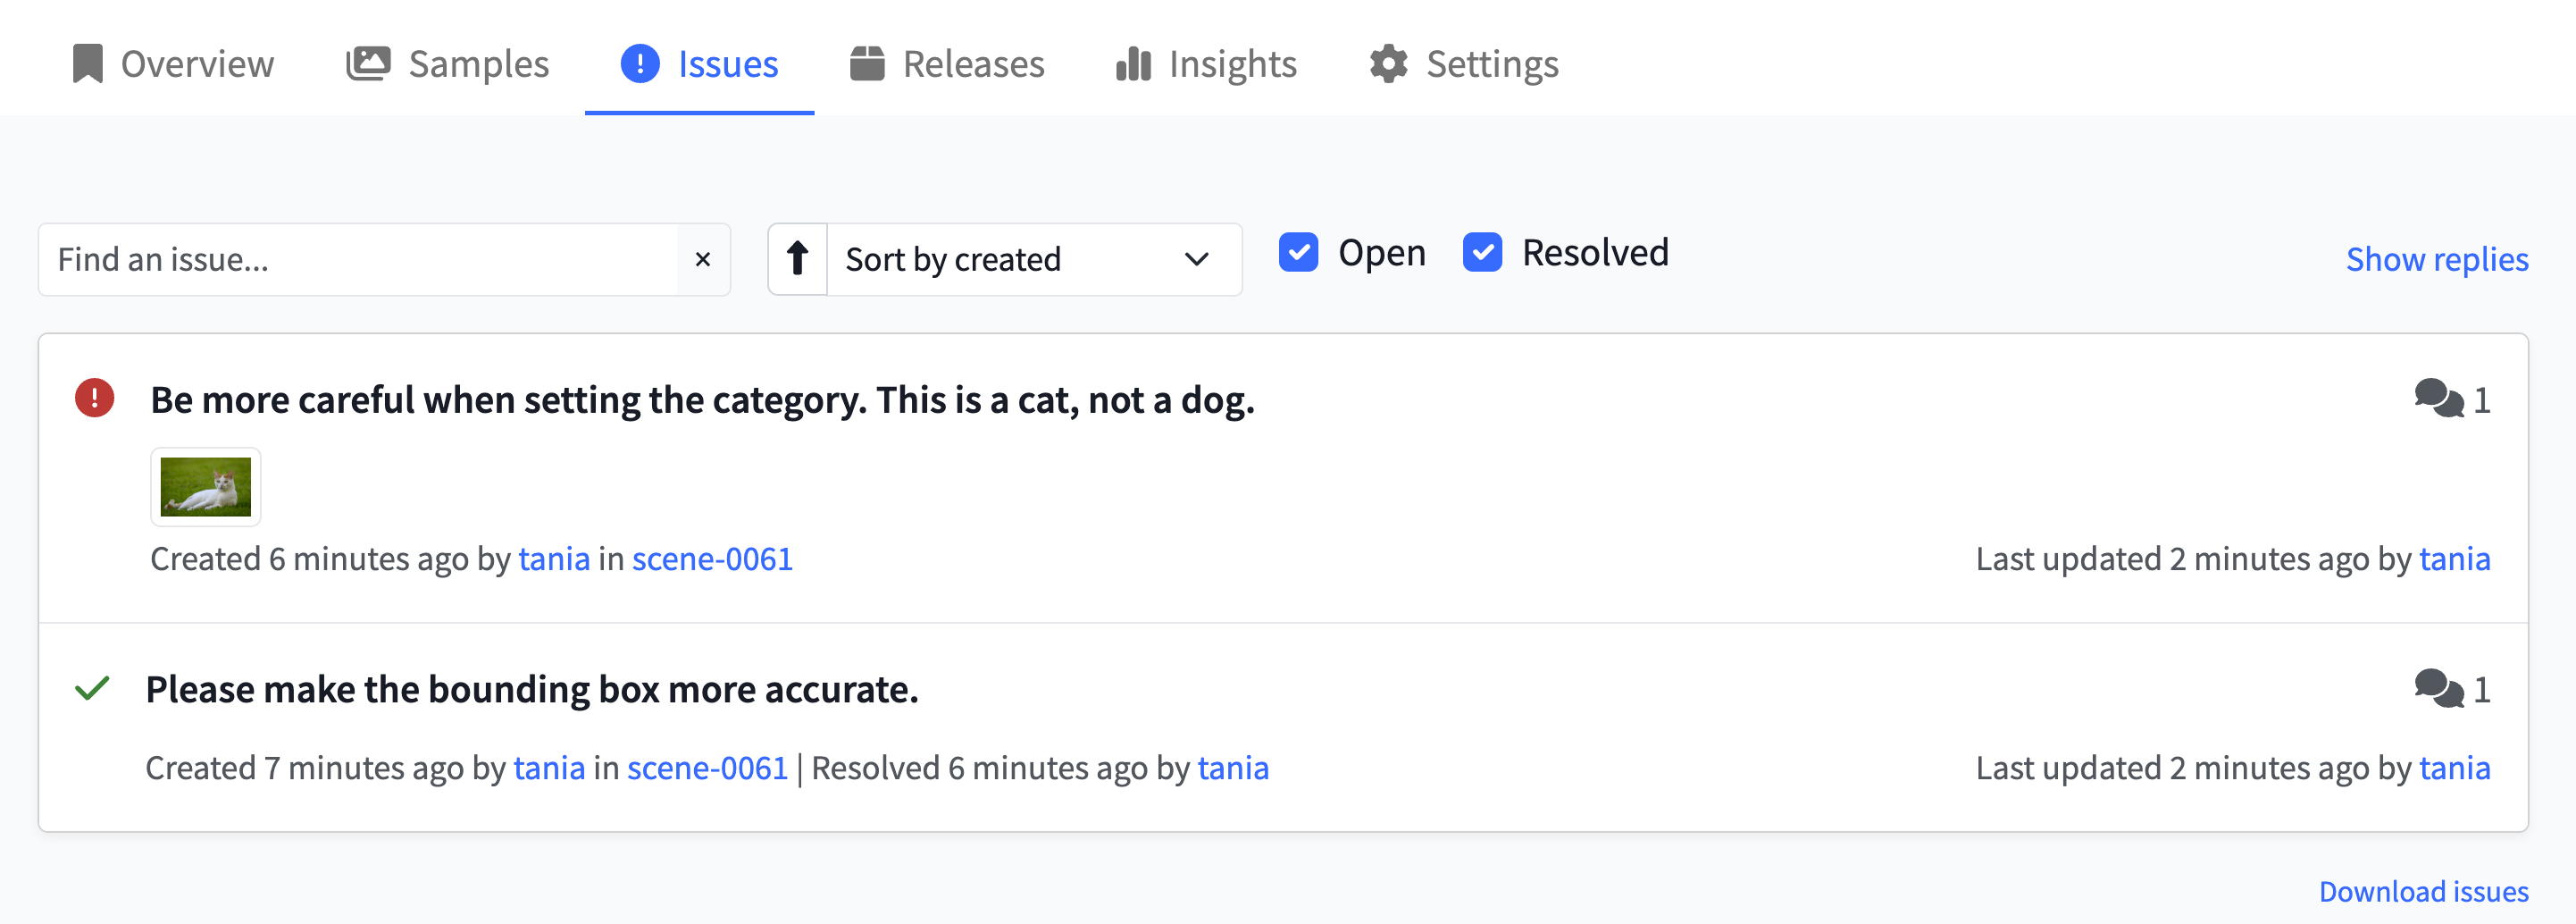 Overview Samples Issues Releases Insights Settings
Find an issue... × Sort by created Open Resolved Show replies
Be more careful when setting the category. This is a cat, not a dog. 1
Created 6 minutes ago by tania in scene-0061 Last updated 2 minutes ago by tania
Please make the bounding box more accurate. 1
Created 7 minutes ago by tania in scene-0061 | Resolved 6 minutes ago by tania Last updated 2 minutes ago by tania
Download issues